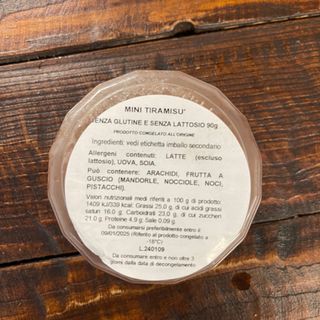 MINI TIRAMISU'
SENZA GLUTINE E SENZA LATTOSIO 90g
PRODOTTO CONGELATO ALL'ORIGINE
Ingredienti: vedi etichetta imballo secondario
Allergeni contenuti: LATTE (escluso
lattosio), UOVA, SOIA.
Può contenere: ARACHIDI, FRUTTA A
GUSCIO (MANDORLE, NOCCIOLE, NOCI,
PISTACCHI).
Valori nutrizionali medi riferiti a 100 g di prodotto:
1409 kJ/339 kcal: Grassi 25,0 g, di cui acidi grassi
saturi 16,0 g; Carboidrati 23,0 g, di cui zuccheri
21,0 g; Proteine 4,9 g; Sale 0,09 g.
Da consumarsi preferibilmente entro il
09/01/2025 (riferito al prodotto congelato a
-18°C)
L.240109
Da consumare entro e non oltre 3
giorni dalla data di decongelamento.